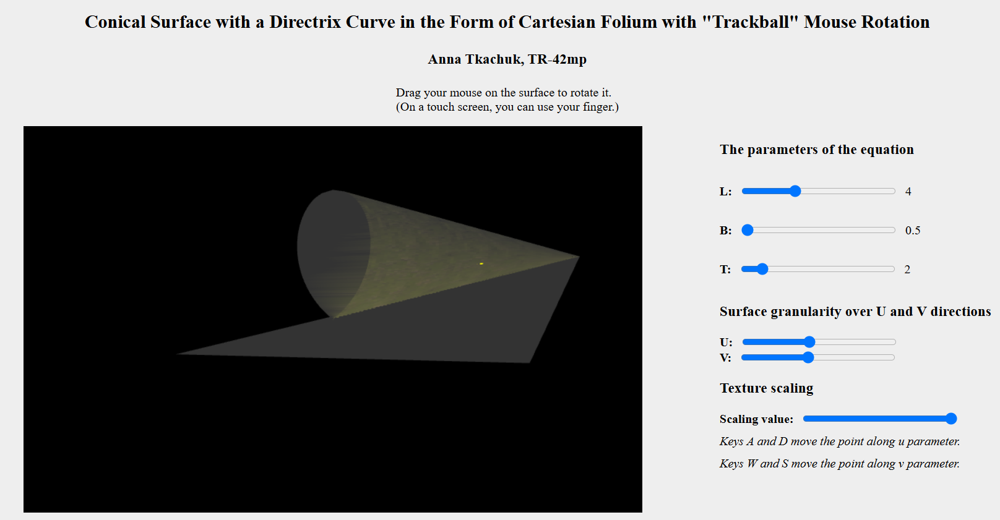 Conical Surface with a Directrix Curve in the Form of Cartesian Folium with "Trackball" Mouse Rotation
Anna Tkachuk, TR-42mp
Drag your mouse on the surface to rotate it.
(On a touch screen, you can use your finger.)
The parameters of the equation
L: 4
B: 0.5
T: 2
Surface granularity over U and V directions
U:
V:
Texture scaling
Scaling value:
Keys A and D move the point along u parameter.
Keys W and S move the point along v parameter.